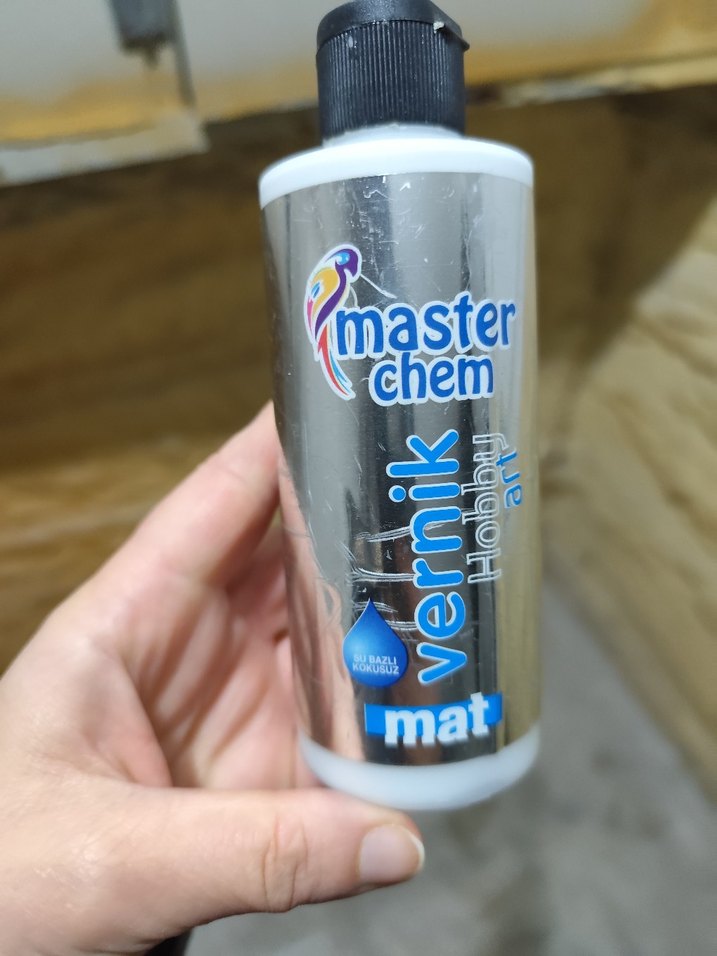 master
chem
vernik
Hobby
art
SU BAZLI
KOKUSUZ
mat